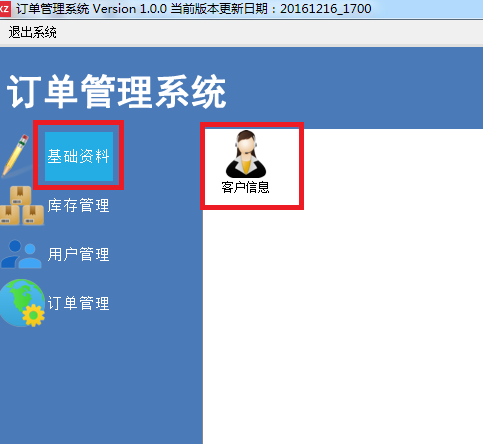 XZ 订单管理系统 Version 1.0.0 当前版本更新日期：20161216_1700
退出系统
订单管理系统
基础资料
客户信息
库存管理
用户管理
订单管理